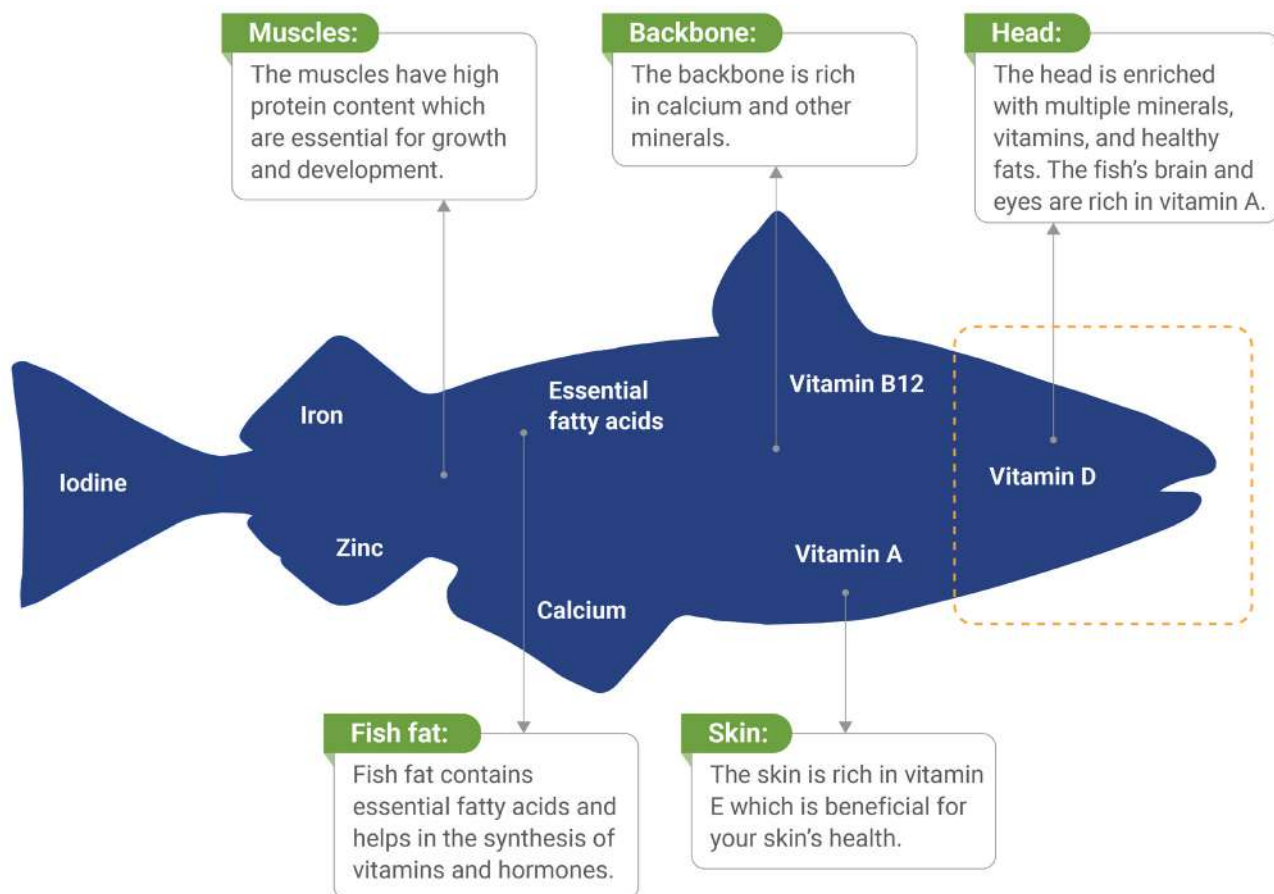 Muscles:
The muscles have high
protein content which
are essential for growth
and development.
Backbone:
The backbone is rich
in calcium and other
minerals.
Head:
The head is enriched
with multiple minerals,
vitamins, and healthy
fats. The fish's brain and
eyes are rich in vitamin A.
Essential
fatty acids
Vitamin B12
Iron
Iodine
Vitamin D
Zinc
Vitamin A
Calcium
Fish fat:
Fish fat contains
essential fatty acids and
helps in the synthesis of
vitamins and hormones.
Skin:
The skin is rich in vitamin
E which is beneficial for
your skin's health.